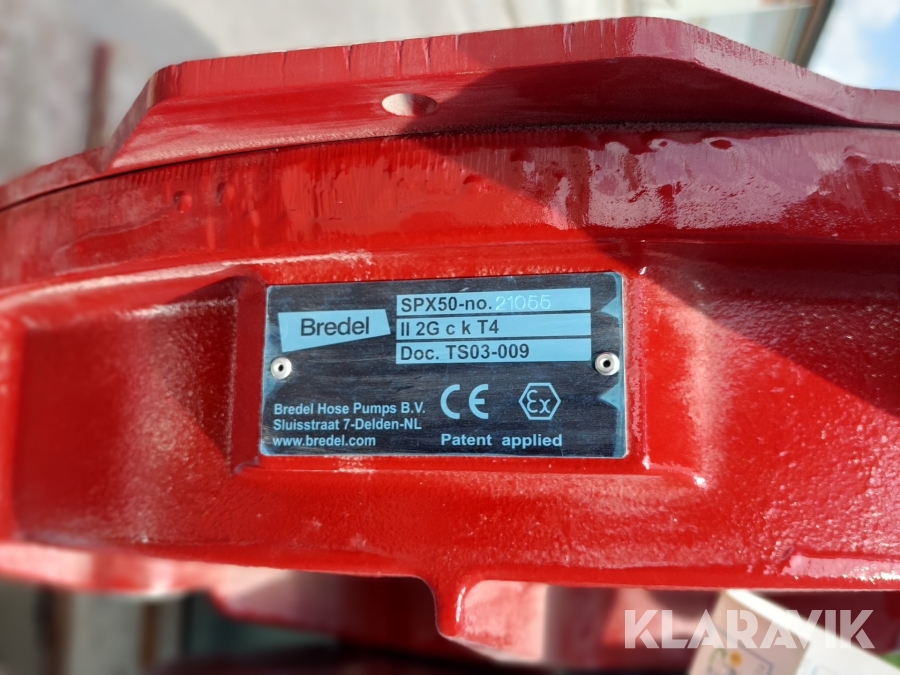 Bredel
SPX50-no. 21055
II 2G c k T4
Doc. TS03-009
Bredel Hose Pumps B.V.
Sluisstraat 7-Delden-NL
www.bredel.com
CE Ex
Patent applied
KLARAVIK